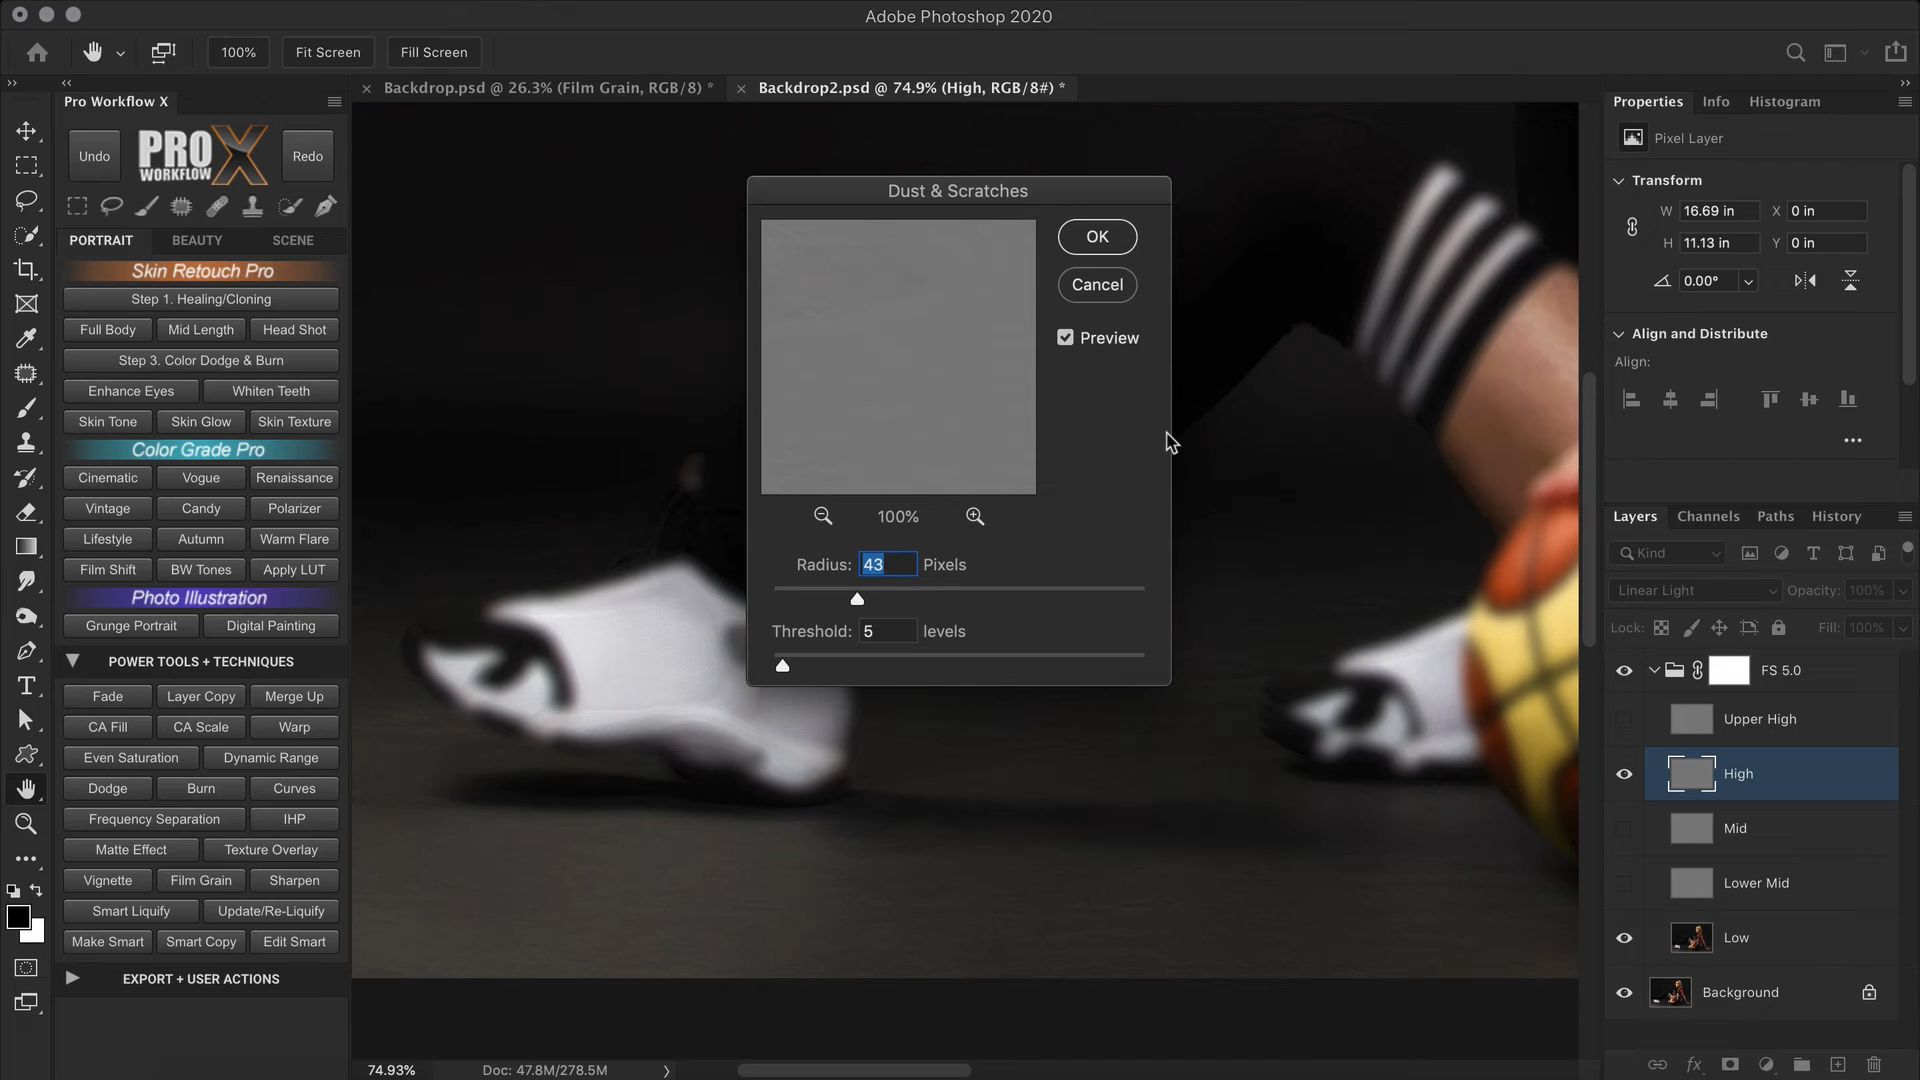 Adobe Photoshop 2020
100%
Fit Screen
Fill Screen
Pro Workflow X
Backdrop.psd @ 26.3% (Film Grain, RGB/8) *
Backdrop2.psd @ 74.9% (High, RGB/8#) *
Undo
PRO
WORKFLOW
X
Redo
PORTRAIT
BEAUTY
SCENE
Skin Retouch Pro
Step 1. Healing/Cloning
Full Body
Mid Length
Head Shot
Step 3. Color Dodge & Burn
Enhance Eyes
Whiten Teeth
Skin Tone
Skin Glow
Skin Texture
Color Grade Pro
Cinematic
Vogue
Renaissance
Vintage
Candy
Polarizer
Lifestyle
Autumn
Warm Flare
Film Shift
BW Tones
Apply LUT
Photo Illustration
Grunge Portrait
Digital Painting
POWER TOOLS + TECHNIQUES
Fade
Layer Copy
Merge Up
CA Fill
CA Scale
Warp
Even Saturation
Dynamic Range
Dodge
Burn
Curves
Frequency Separation
IHP
Matte Effect
Texture Overlay
Vignette
Film Grain
Sharpen
Smart Liquify
Update/Re-Liquify
Make Smart
Smart Copy
Edit Smart
EXPORT + USER ACTIONS
Dust & Scratches
OK
Cancel
Preview
100%
Radius: 43 Pixels
Threshold: 5 levels
74.93%
Doc: 47.8M/278.5M
Properties
Info
Histogram
Pixel Layer
Transform
W 16.69 in X 0 in
H 11.13 in Y 0 in
0.00°
Align and Distribute
Align:
Layers
Channels
Paths
History
Kind
Linear Light
Opacity: 100%
Lock:
Fill: 100%
FS 5.0
Upper High
High
Mid
Lower Mid
Low
Background
fx